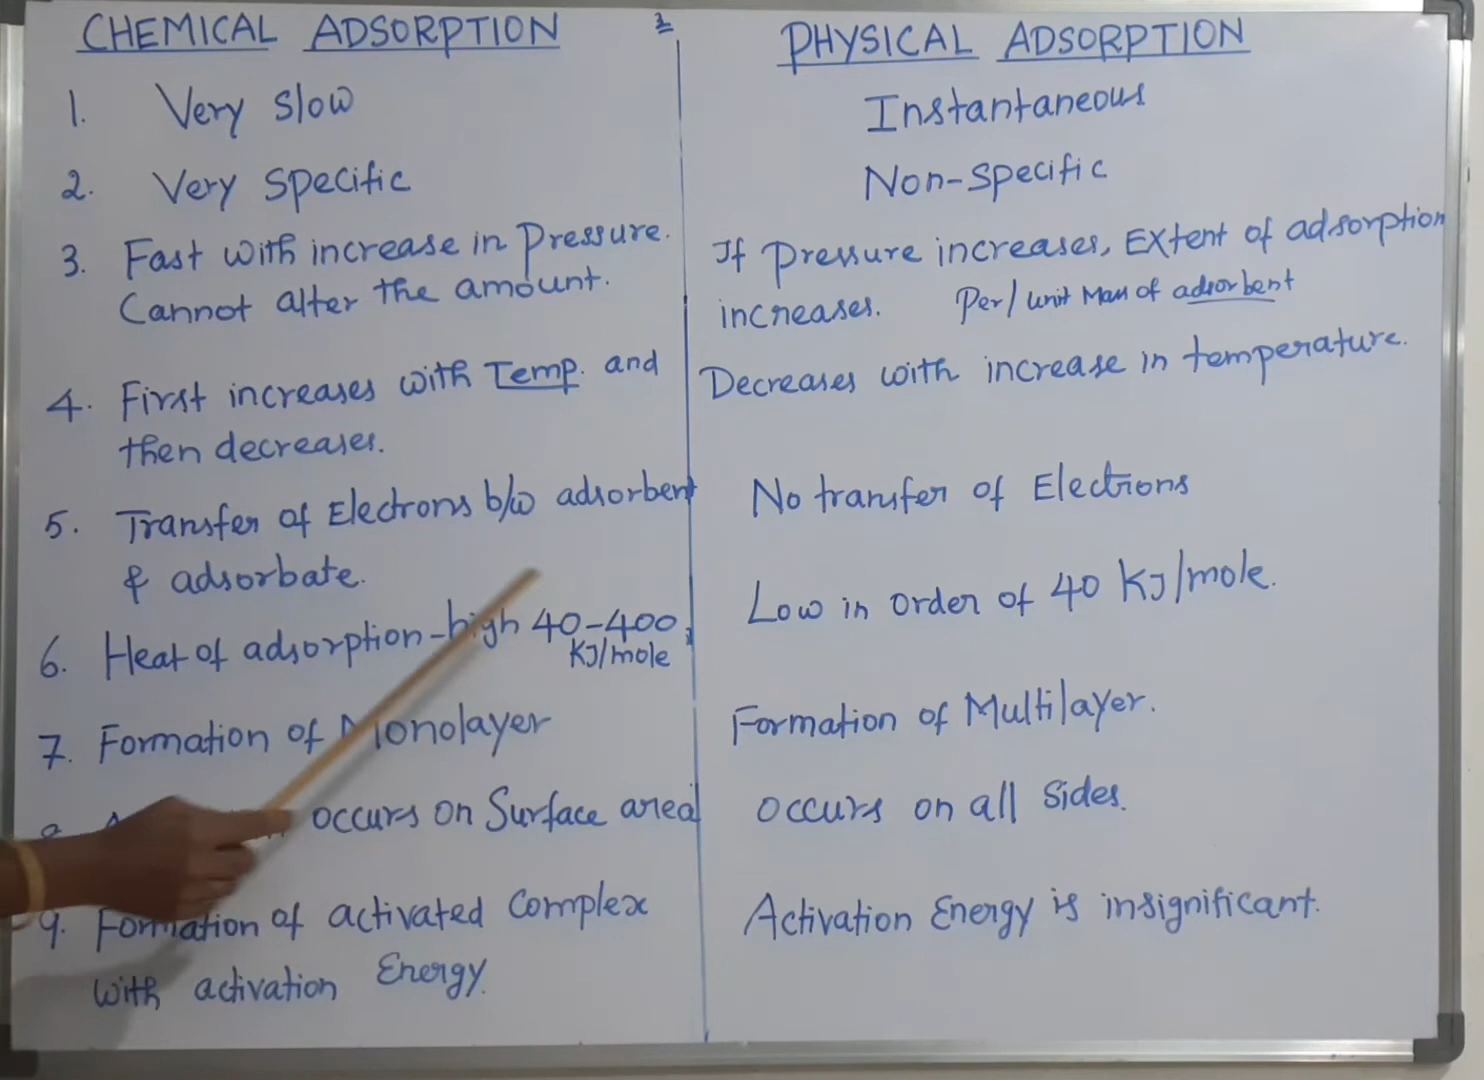 CHEMICAL ADSORPTION
PHYSICAL ADSORPTION
1. Very slow
Instantaneous
2. Very specific
Non-specific
3. Fast with increase in pressure.
Cannot alter the amount.
If pressure increases, Extent of adsorption
increases. Per/unit Mass of adsorbent
4. First increases with Temp. and
then decreases.
Decreases with increase in temperature.
5. Transfer of Electrons b/w adsorbent
& adsorbate.
No transfer of Electrons
6. Heat of adsorption-high 40-400
KJ/mole
Low in order of 40 KJ/mole.
7. Formation of Monolayer
Formation of Multilayer.
occurs on Surface area
occurs on all sides.
9. Formation of activated Complex
with activation Energy.
Activation Energy is insignificant.